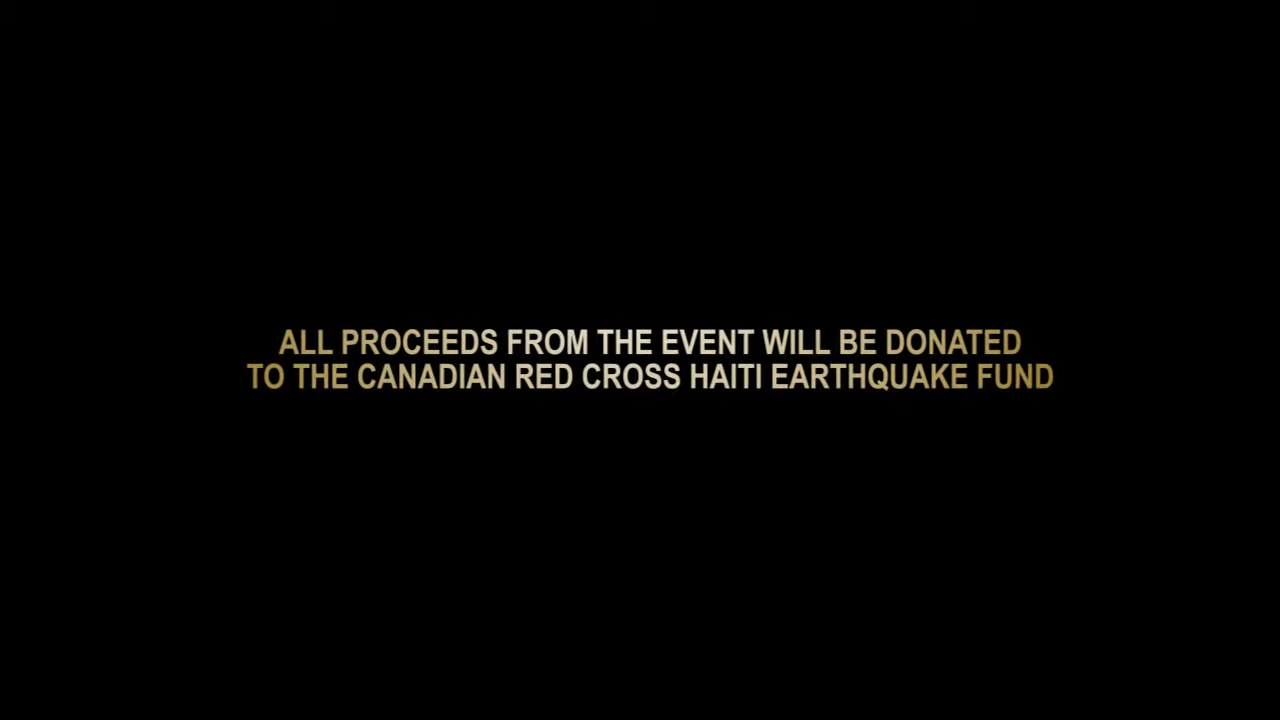 ALL PROCEEDS FROM THE EVENT WILL BE DONATED
TO THE CANADIAN RED CROSS HAITI EARTHQUAKE FUND